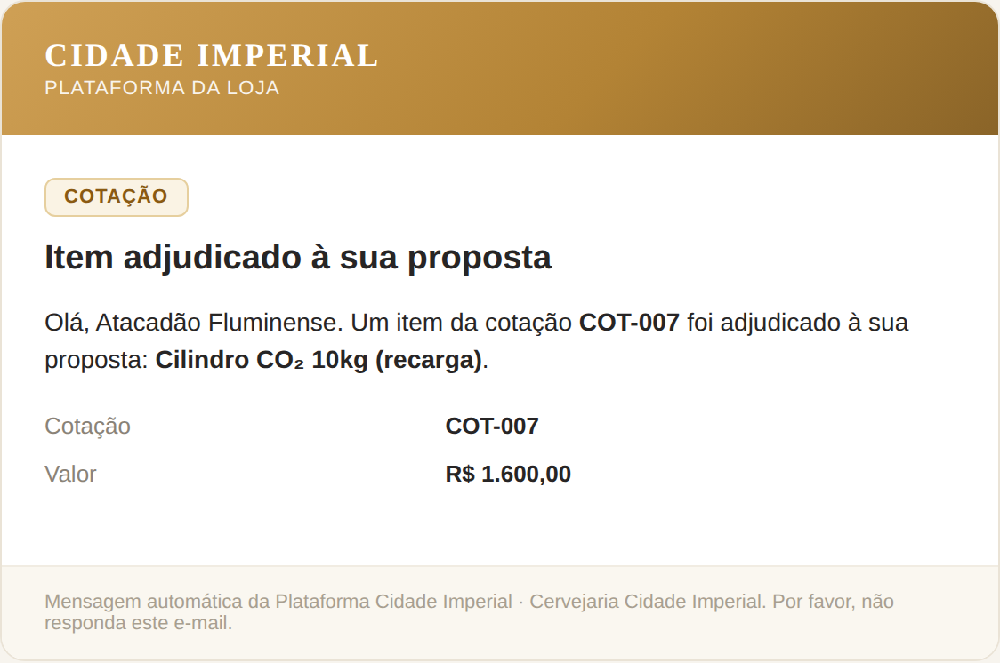 CIDADE IMPERIAL
PLATAFORMA DA LOJA
COTAÇÃO
Item adjudicado à sua proposta
Olá, Atacadão Fluminense. Um item da cotação COT-007 foi adjudicado à sua
proposta: Cilindro CO₂ 10kg (recarga).
Cotação COT-007
Valor R$ 1.600,00
Mensagem automática da Plataforma Cidade Imperial · Cervejaria Cidade Imperial. Por favor, não
responda este e-mail.